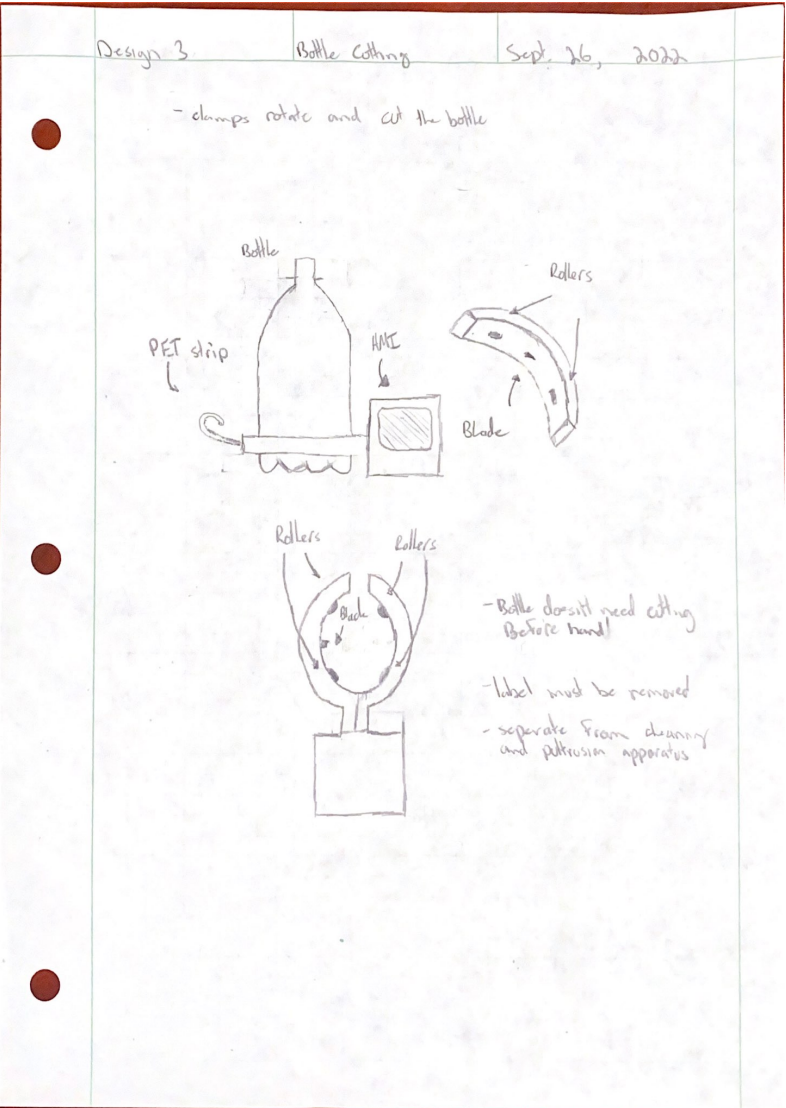 Design 3
Bottle Cutting
Sept. 26, 2022
- clamps rotate and cut the bottle
Bottle
Rollers
PET strip
HMI
Blade
Rollers
Rollers
Blade
- Bottle doesn't need cutting
Before hand!
- label must be removed
- separate from cleaning
and pultrusion apparatus